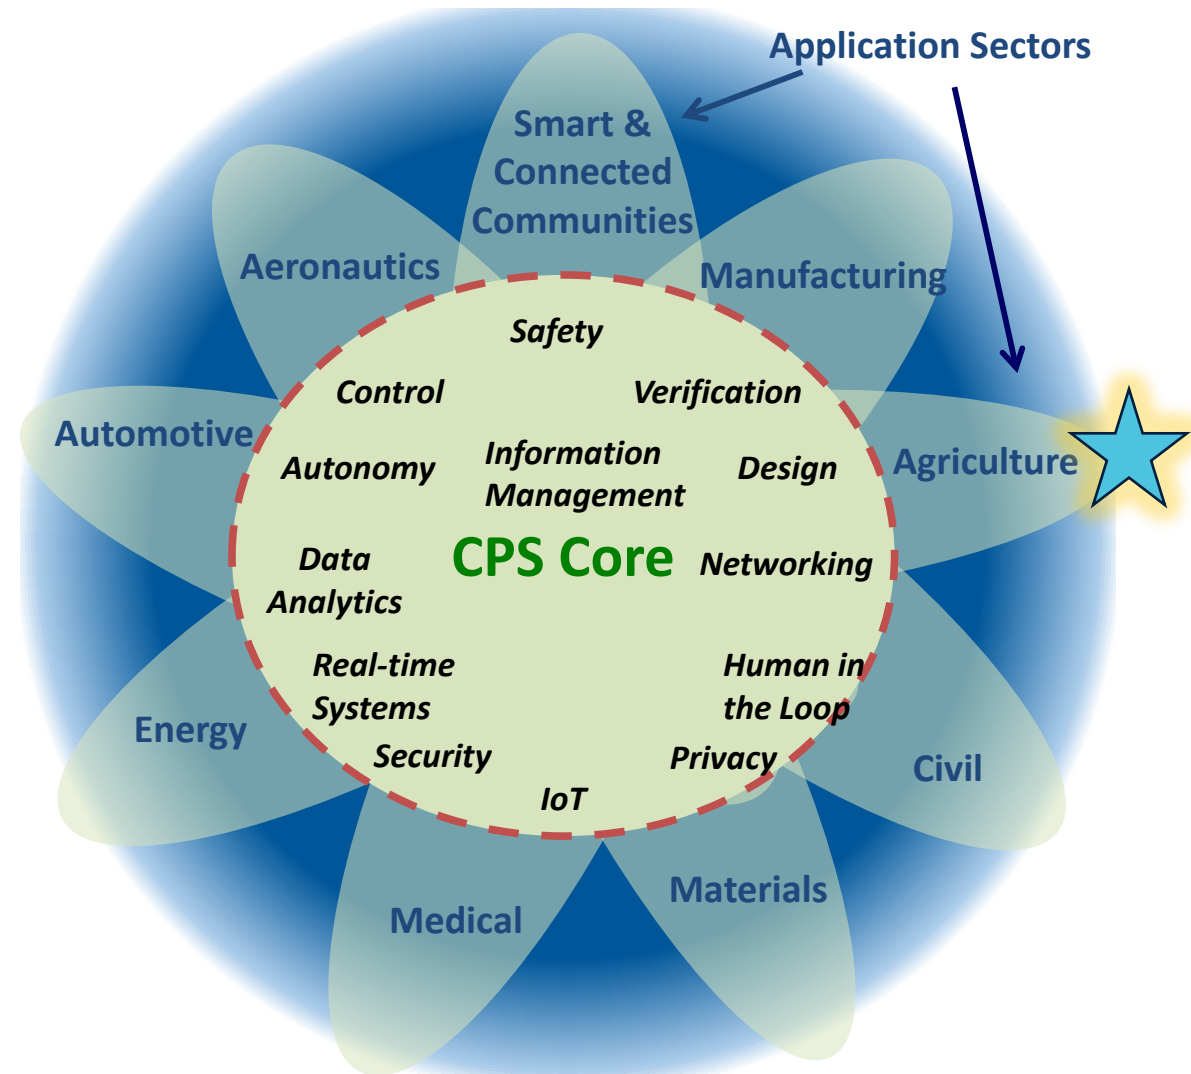 Application Sectors
Smart &
Connected
Communities
Aeronautics
Manufacturing
Automotive
Agriculture
Energy
Civil
Medical
Materials
Safety
Control
Verification
Autonomy
Information
Management
Design
Data
Analytics
CPS Core
Networking
Real-time
Systems
Human in
the Loop
Security
Privacy
IoT